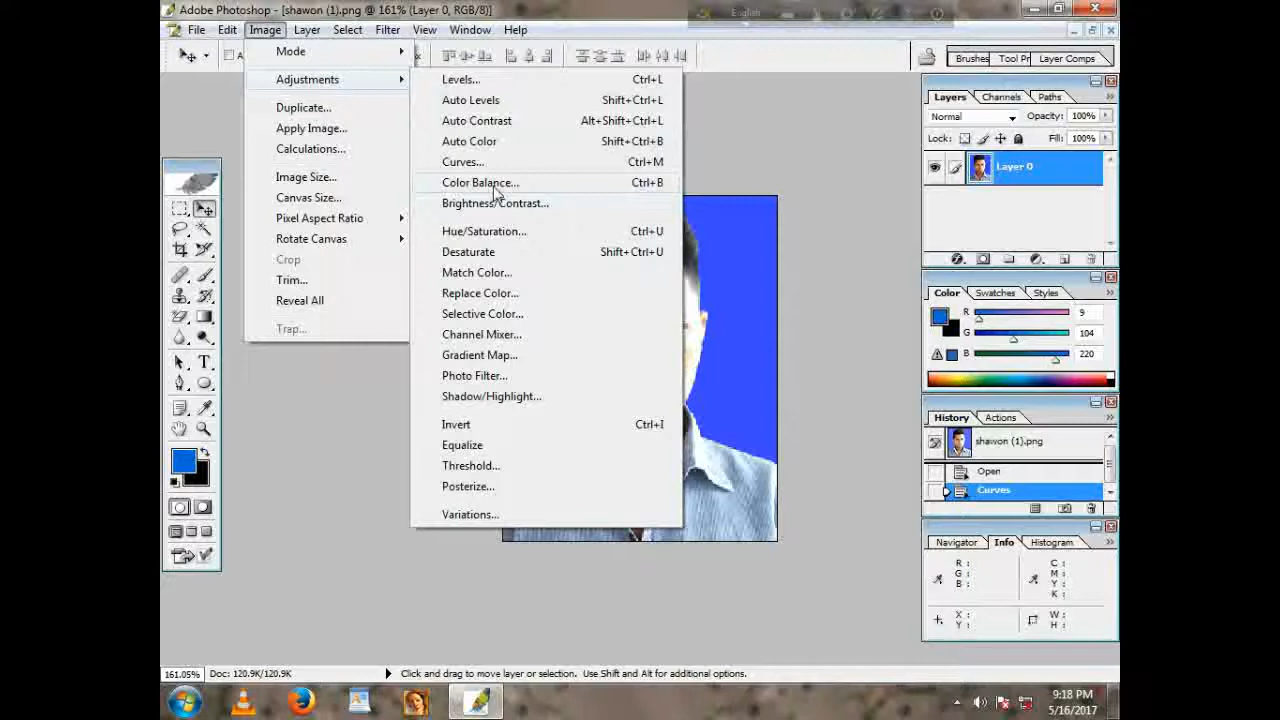 Adobe Photoshop - [shawon (1).png @ 161% (Layer 0, RGB/8)]
English
File Edit Image Layer Select Filter View Window Help
A
Brushes Tool Pr Layer Comps
Mode
Adjustments
Duplicate...
Apply Image...
Calculations...
Image Size...
Canvas Size...
Pixel Aspect Ratio
Rotate Canvas
Crop
Trim...
Reveal All
Trap...
Levels... Ctrl+L
Auto Levels Shift+Ctrl+L
Auto Contrast Alt+Shift+Ctrl+L
Auto Color Shift+Ctrl+B
Curves... Ctrl+M
Color Balance... Ctrl+B
Brightness/Contrast...
Hue/Saturation... Ctrl+U
Desaturate Shift+Ctrl+U
Match Color...
Replace Color...
Selective Color...
Channel Mixer...
Gradient Map...
Photo Filter...
Shadow/Highlight...
Invert Ctrl+I
Equalize
Threshold...
Posterize...
Variations...
Layers Channels Paths
Normal Opacity: 100%
Lock: Fill: 100%
Layer 0
Color Swatches Styles
R 9
G 104
B 220
History Actions
shawon (1).png
Open
Curves
Navigator Info Histogram
R : C :
G : M :
B : Y :
K :
X : W :
Y : H :
161.05% Doc: 120.9K/120.9K Click and drag to move layer or selection. Use Shift and Alt for additional options.
9:18 PM
5/16/2017